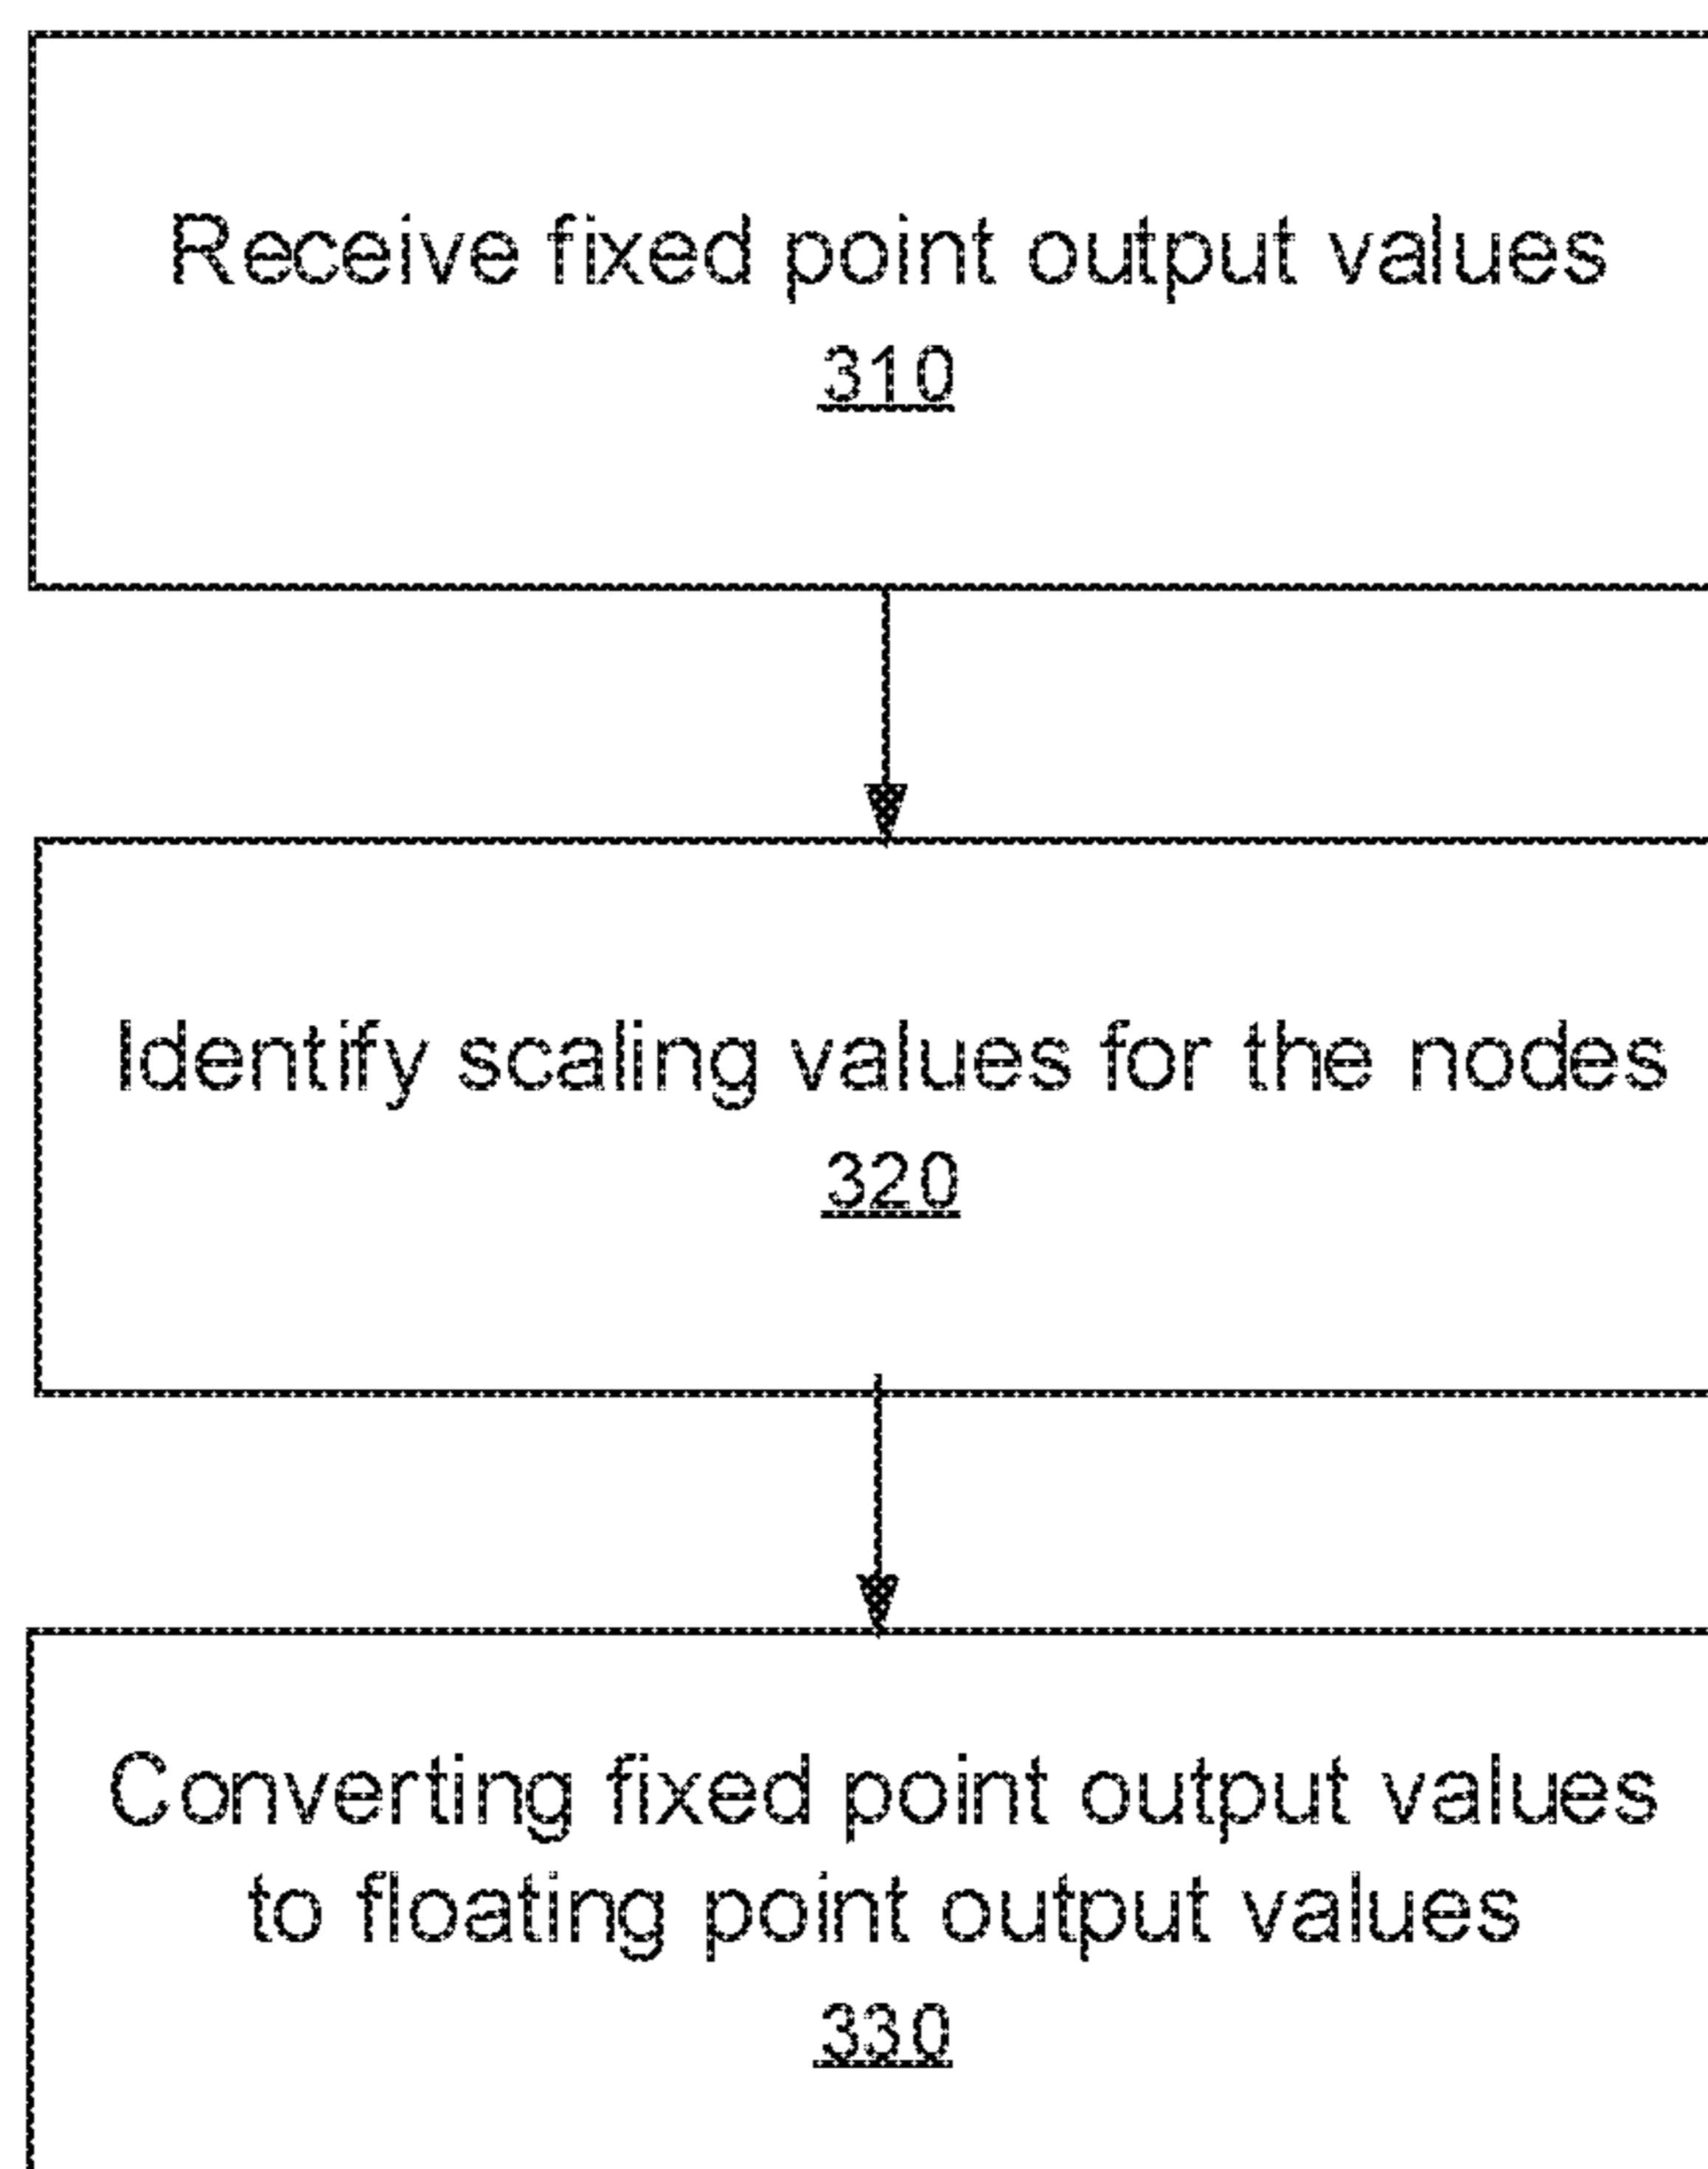 Receive fixed point output values
310
Identify scaling values for the nodes
320
Converting fixed point output values
to floating point output values
330